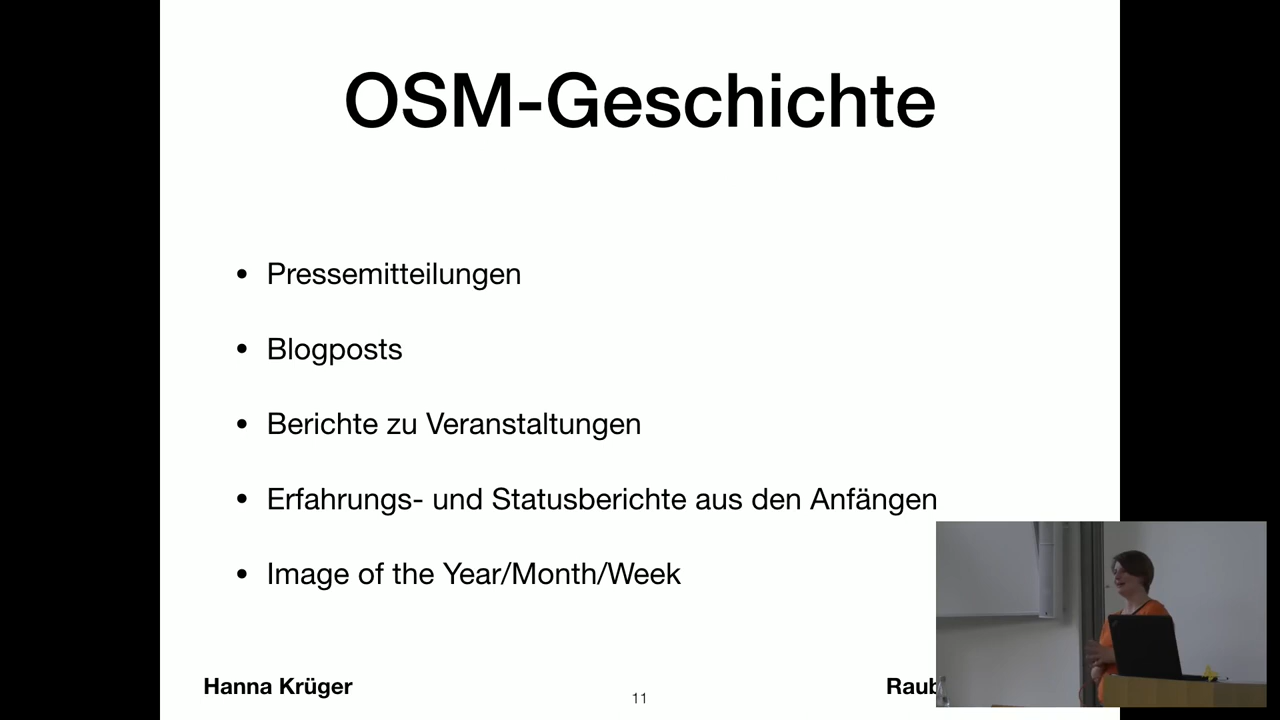 OSM-Geschichte
• Pressemitteilungen
• Blogposts
• Berichte zu Veranstaltungen
• Erfahrungs- und Statusberichte aus den Anfängen
• Image of the Year/Month/Week
Hanna Krüger
11